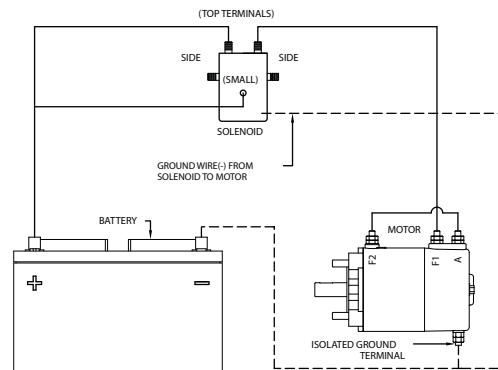 (TOP TERMINALS)
SIDE
SIDE
(SMALL)
SOLENOID
GROUND WIRE(-) FROM
SOLENOID TO MOTOR
BATTERY
MOTOR
F2
F1
A
+
−
ISOLATED GROUND
TERMINAL